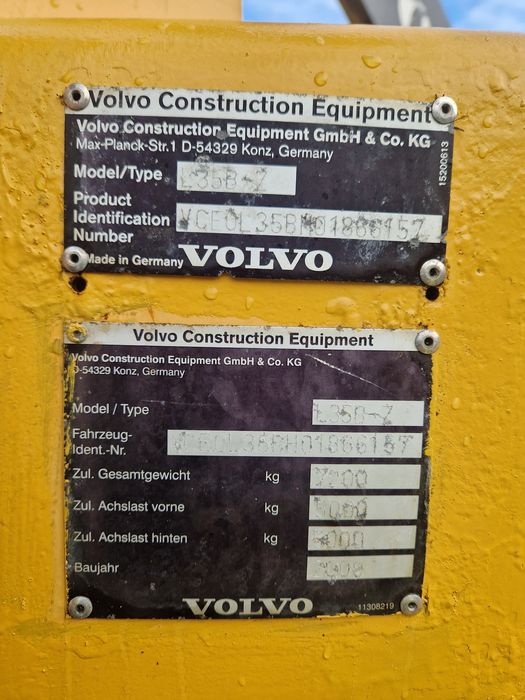 Volvo Construction Equipment
Volvo Construction Equipment GmbH & Co. KG
Max-Planck-Str.1 D-54329 Konz, Germany
Model/Type L35B-Z
Product
Identification VCE0L35BH01866157
Number
Made in Germany VOLVO
15200613
Volvo Construction Equipment
Volvo Construction Equipment GmbH & Co. KG
D-54329 Konz, Germany
Model / Type L35B-Z
Fahrzeug-
Ident.-Nr. VCE0L35BH01866157
Zul. Gesamtgewicht kg
Zul. Achslast vorne kg
Zul. Achslast hinten kg
Baujahr
VOLVO 11308219